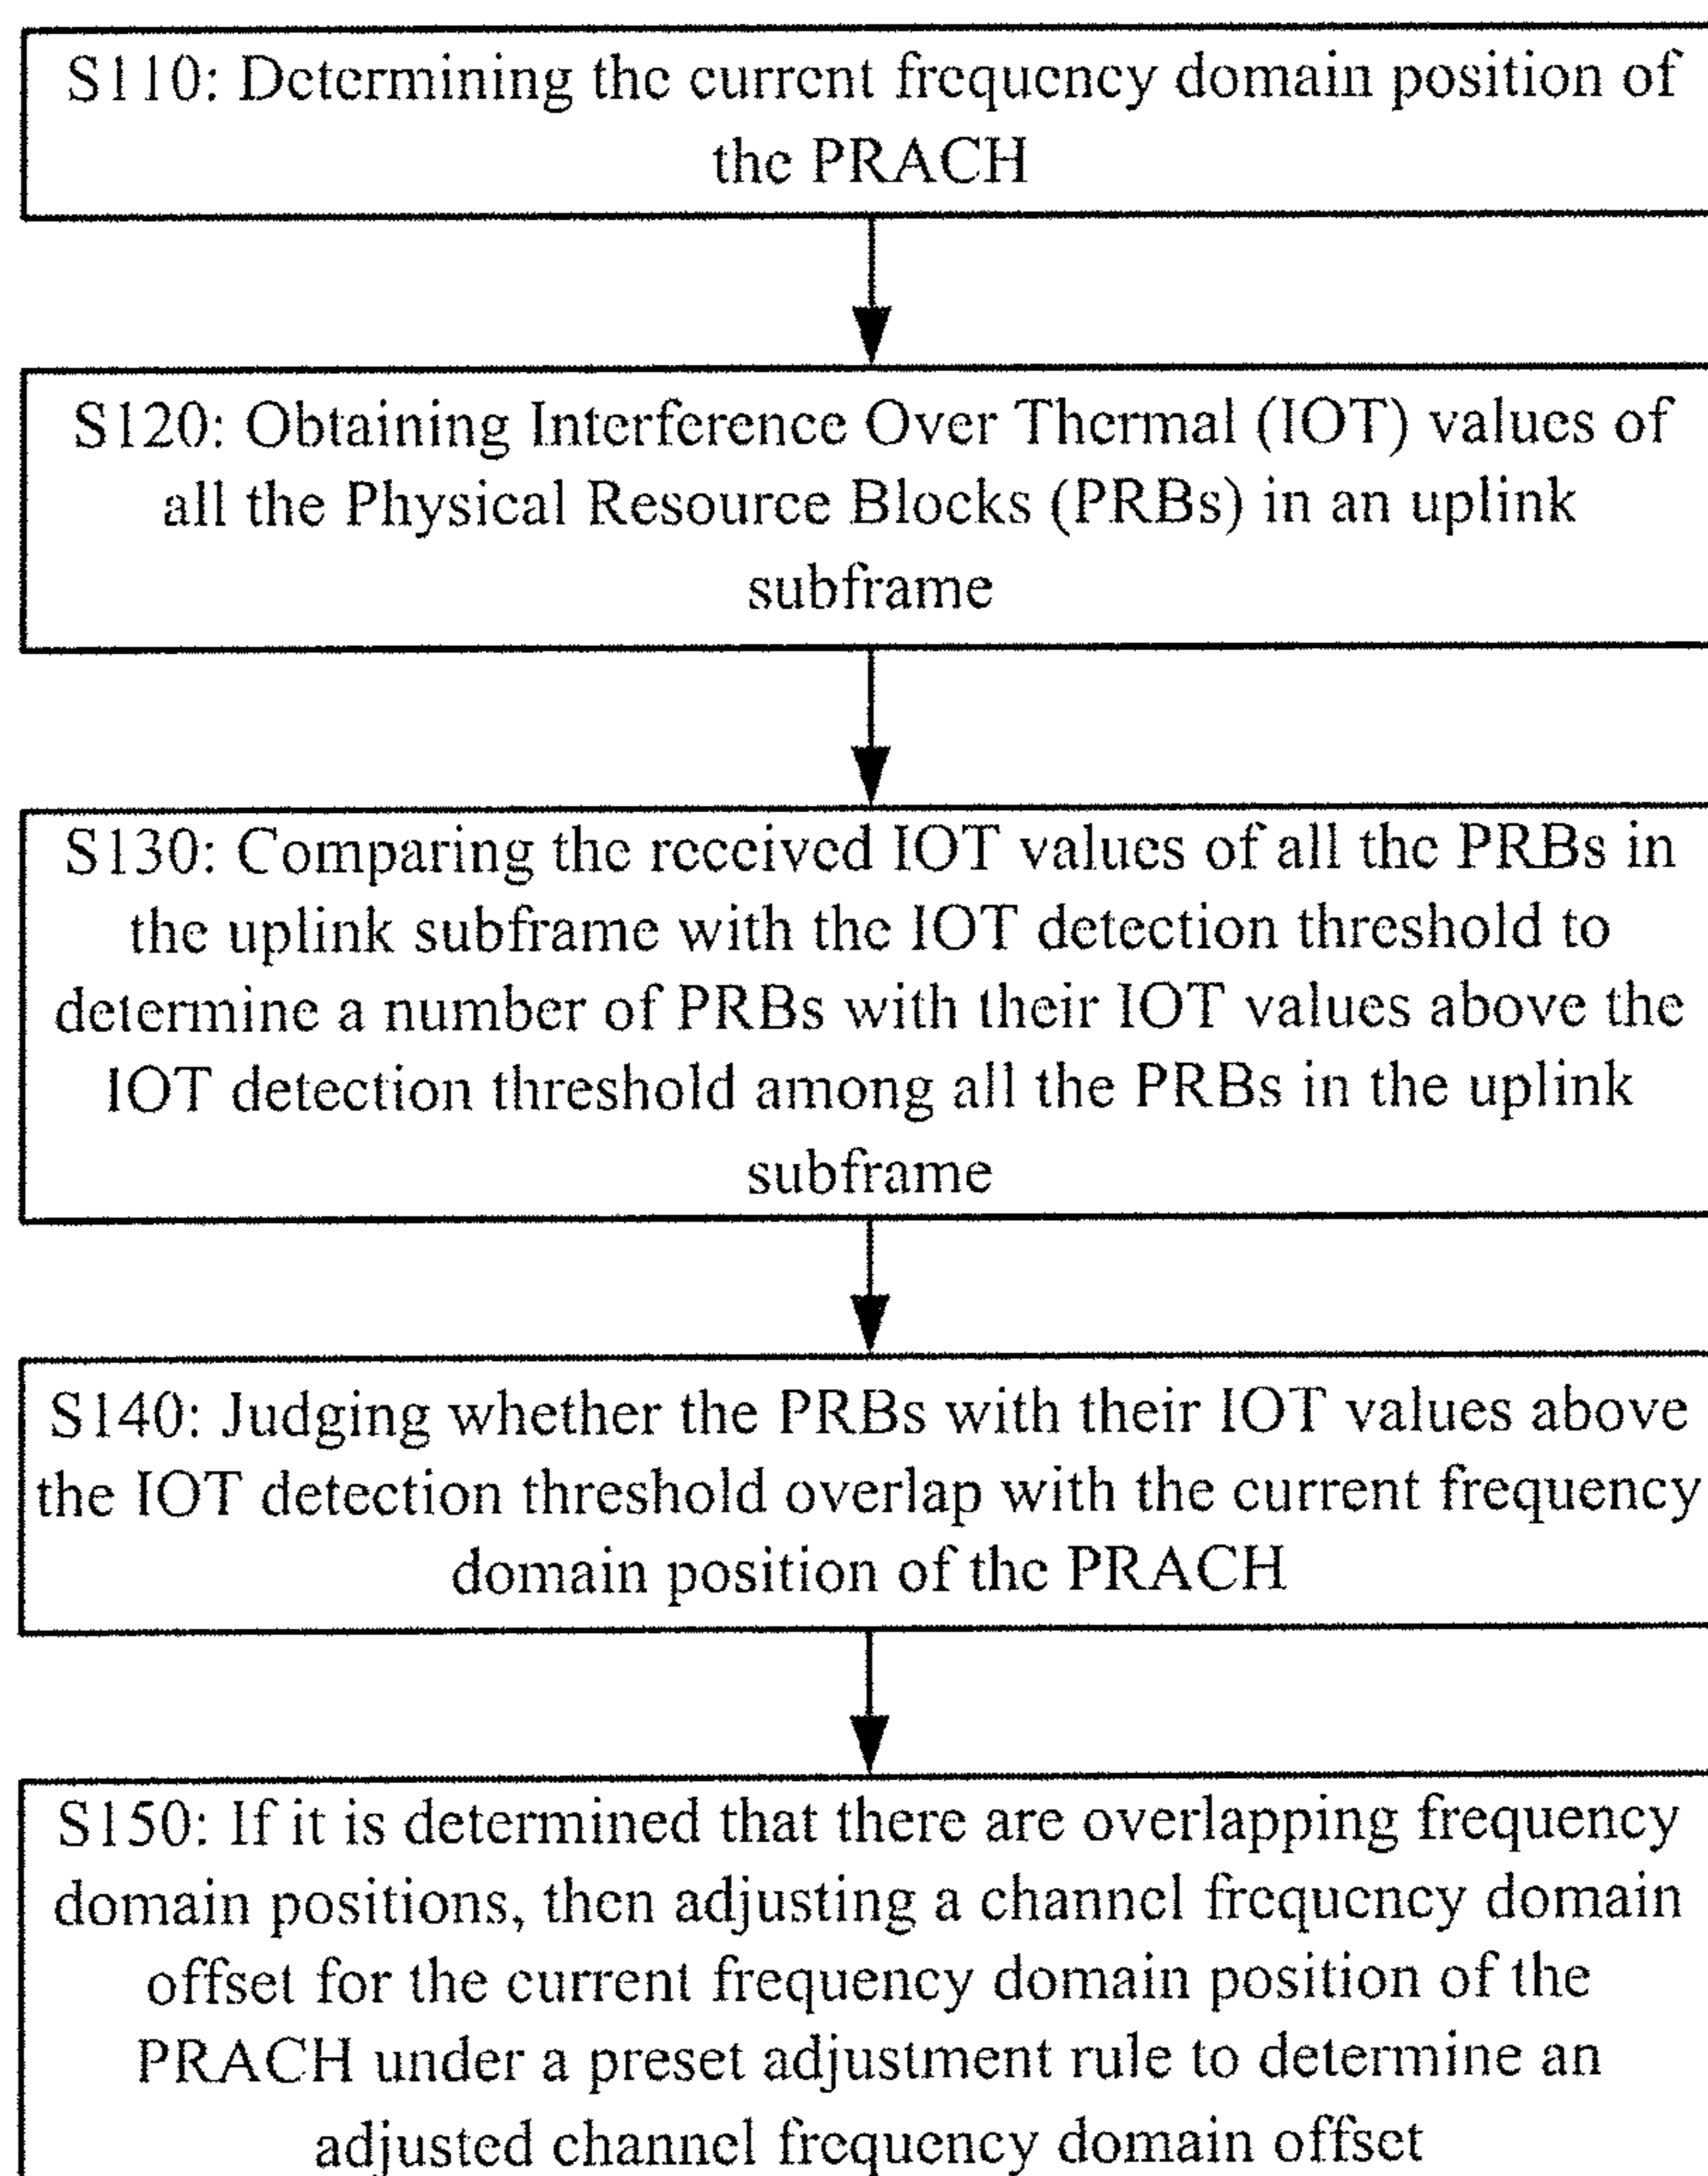 S110: Determining the current frequency domain position of
the PRACH
S120: Obtaining Interference Over Thermal (IOT) values of
all the Physical Resource Blocks (PRBs) in an uplink
subframe
S130: Comparing the received IOT values of all the PRBs in
the uplink subframe with the IOT detection threshold to
determine a number of PRBs with their IOT values above the
IOT detection threshold among all the PRBs in the uplink
subframe
S140: Judging whether the PRBs with their IOT values above
the IOT detection threshold overlap with the current frequency
domain position of the PRACH
S150: If it is determined that there are overlapping frequency
domain positions, then adjusting a channel frequency domain
offset for the current frequency domain position of the
PRACH under a preset adjustment rule to determine an
adjusted channel frequency domain offset